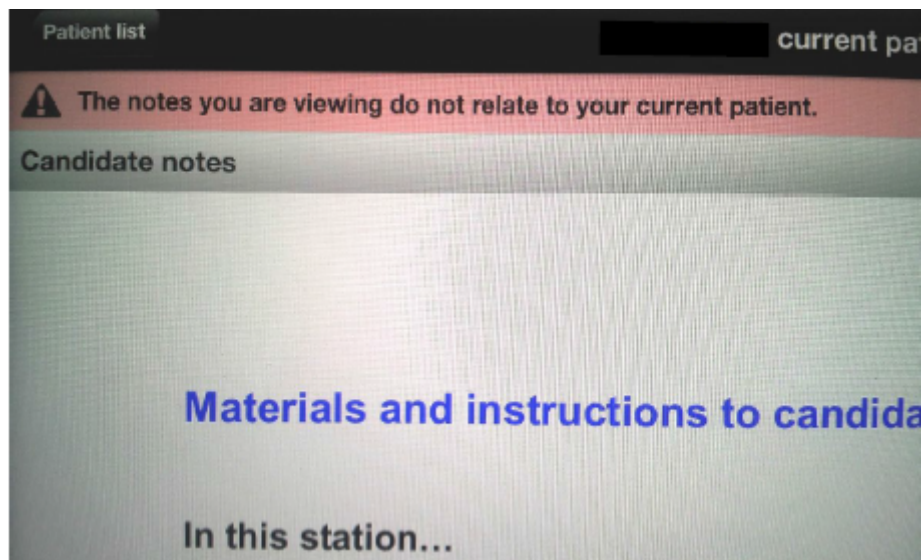 Patient list
current pat
The notes you are viewing do not relate to your current patient.
Candidate notes
Materials and instructions to candida
In this station...